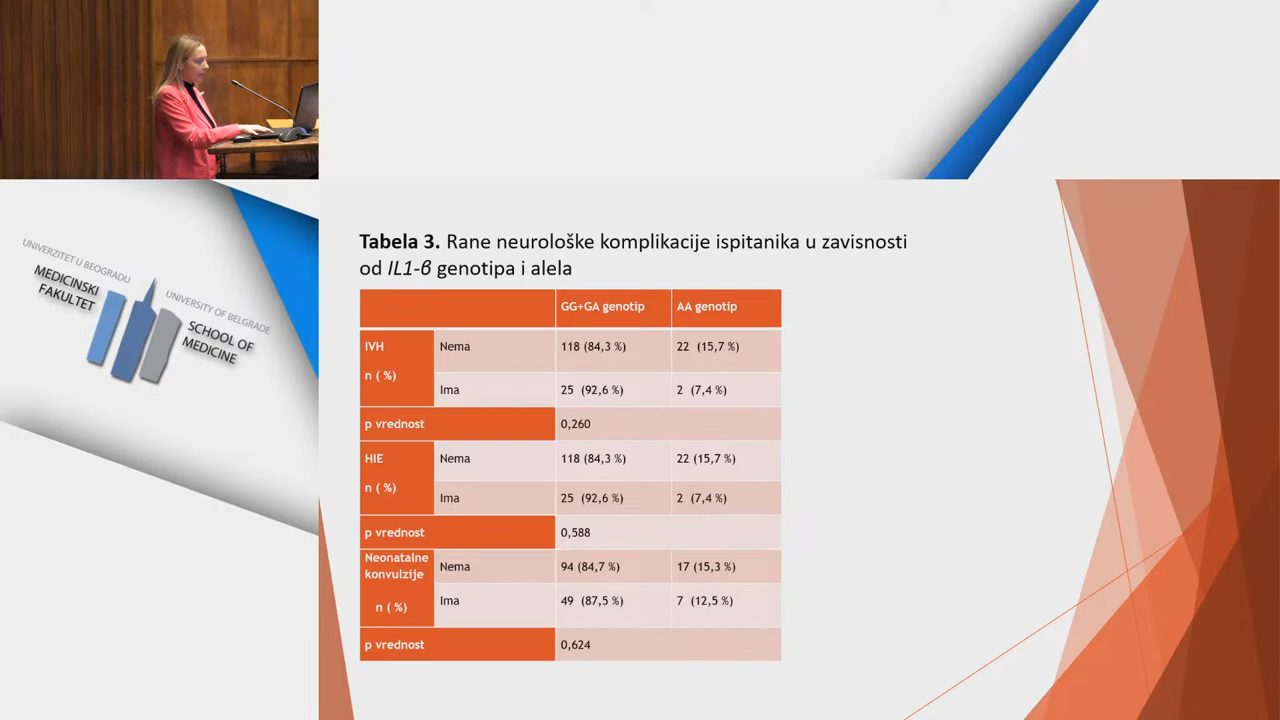 UNIVERZITET U BEOGRADU
MEDICINSKI
FAKULTET
UNIVERSITY OF BELGRADE
SCHOOL OF
MEDICINE
Tabela 3. Rane neurološke komplikacije ispitanika u zavisnosti
od IL1-β genotipa i alela
GG+GA genotip AA genotip
IVH
n ( %)
Nema 118 (84,3 %) 22 (15,7 %)
Ima 25 (92,6 %) 2 (7,4 %)
p vrednost 0,260
HIE
n ( %)
Nema 118 (84,3 %) 22 (15,7 %)
Ima 25 (92,6 %) 2 (7,4 %)
p vrednost 0,588
Neonatalne
konvulzije
n ( %)
Nema 94 (84,7 %) 17 (15,3 %)
Ima 49 (87,5 %) 7 (12,5 %)
p vrednost 0,624